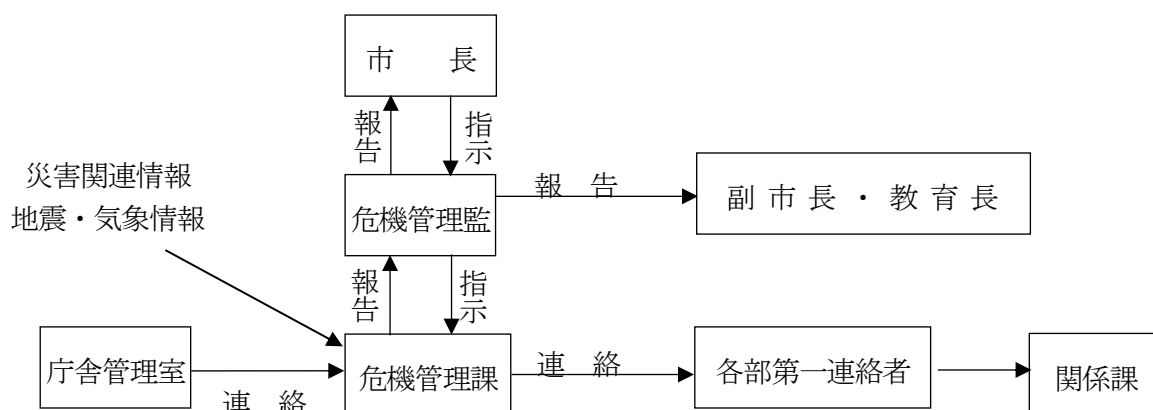 市　　長
報告
指示
災害関連情報
地震・気象情報
危機管理監
報　告
副 市 長 ・ 教 育 長
報告
指示
庁舎管理室
連　絡
危機管理課
連　絡
各部第一連絡者
関係課